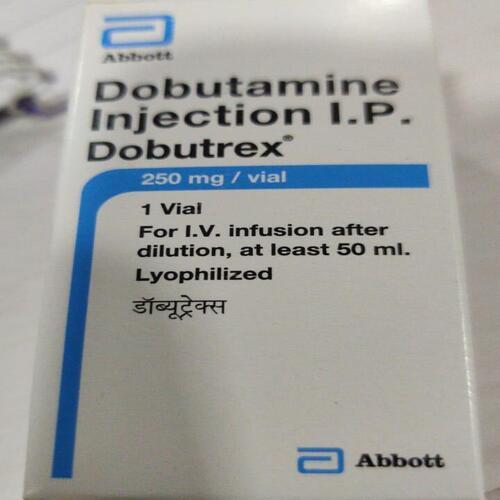 Abbott
Dobutamine
Injection I.P.
Dobutrex®
250 mg / vial
1 Vial
For I.V. infusion after
dilution, at least 50 ml.
Lyophilized
डॉब्यूट्रेक्स
Abbott